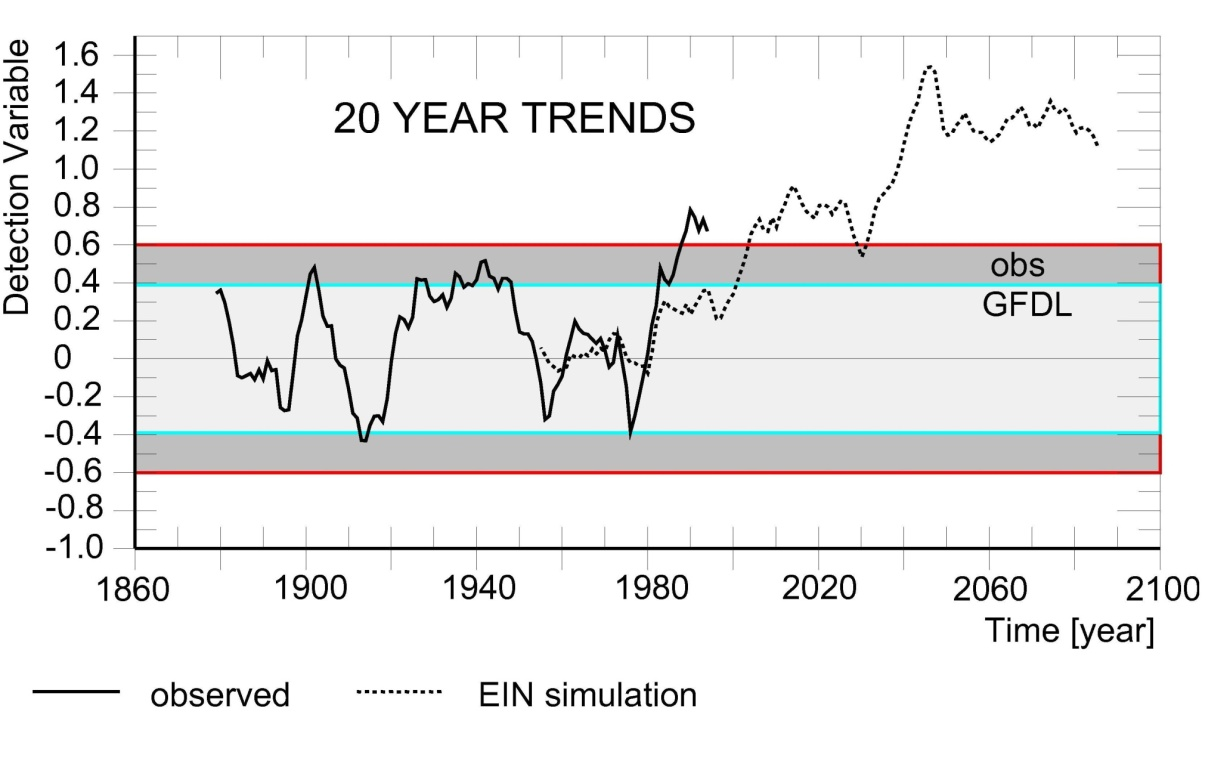 Detection Variable
1.6
1.4
1.2
1.0
0.8
0.6
0.4
0.2
0
-0.2
-0.4
-0.6
-0.8
-1.0
20 YEAR TRENDS
obs
GFDL
1860 1900 1940 1980 2020 2060 2100
Time [year]
observed EIN simulation